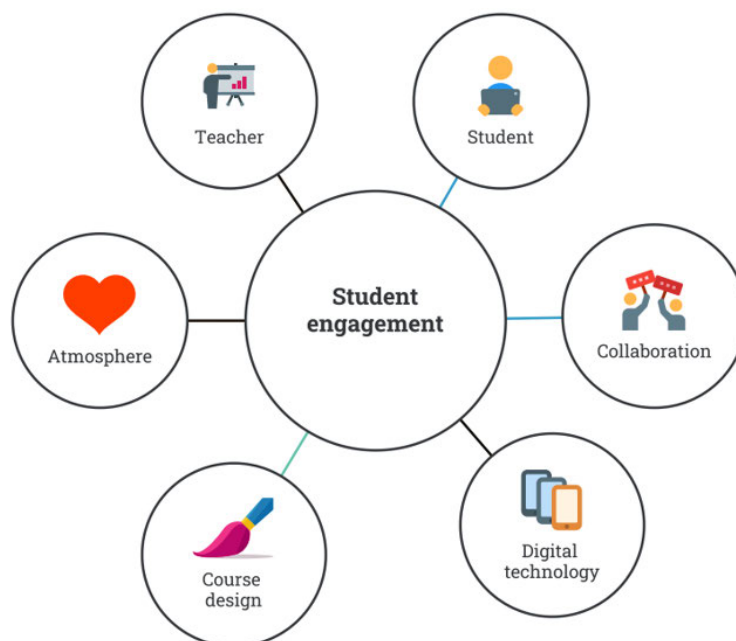 Teacher
Student
Student
engagement
Atmosphere
Collaboration
Course
design
Digital
technology